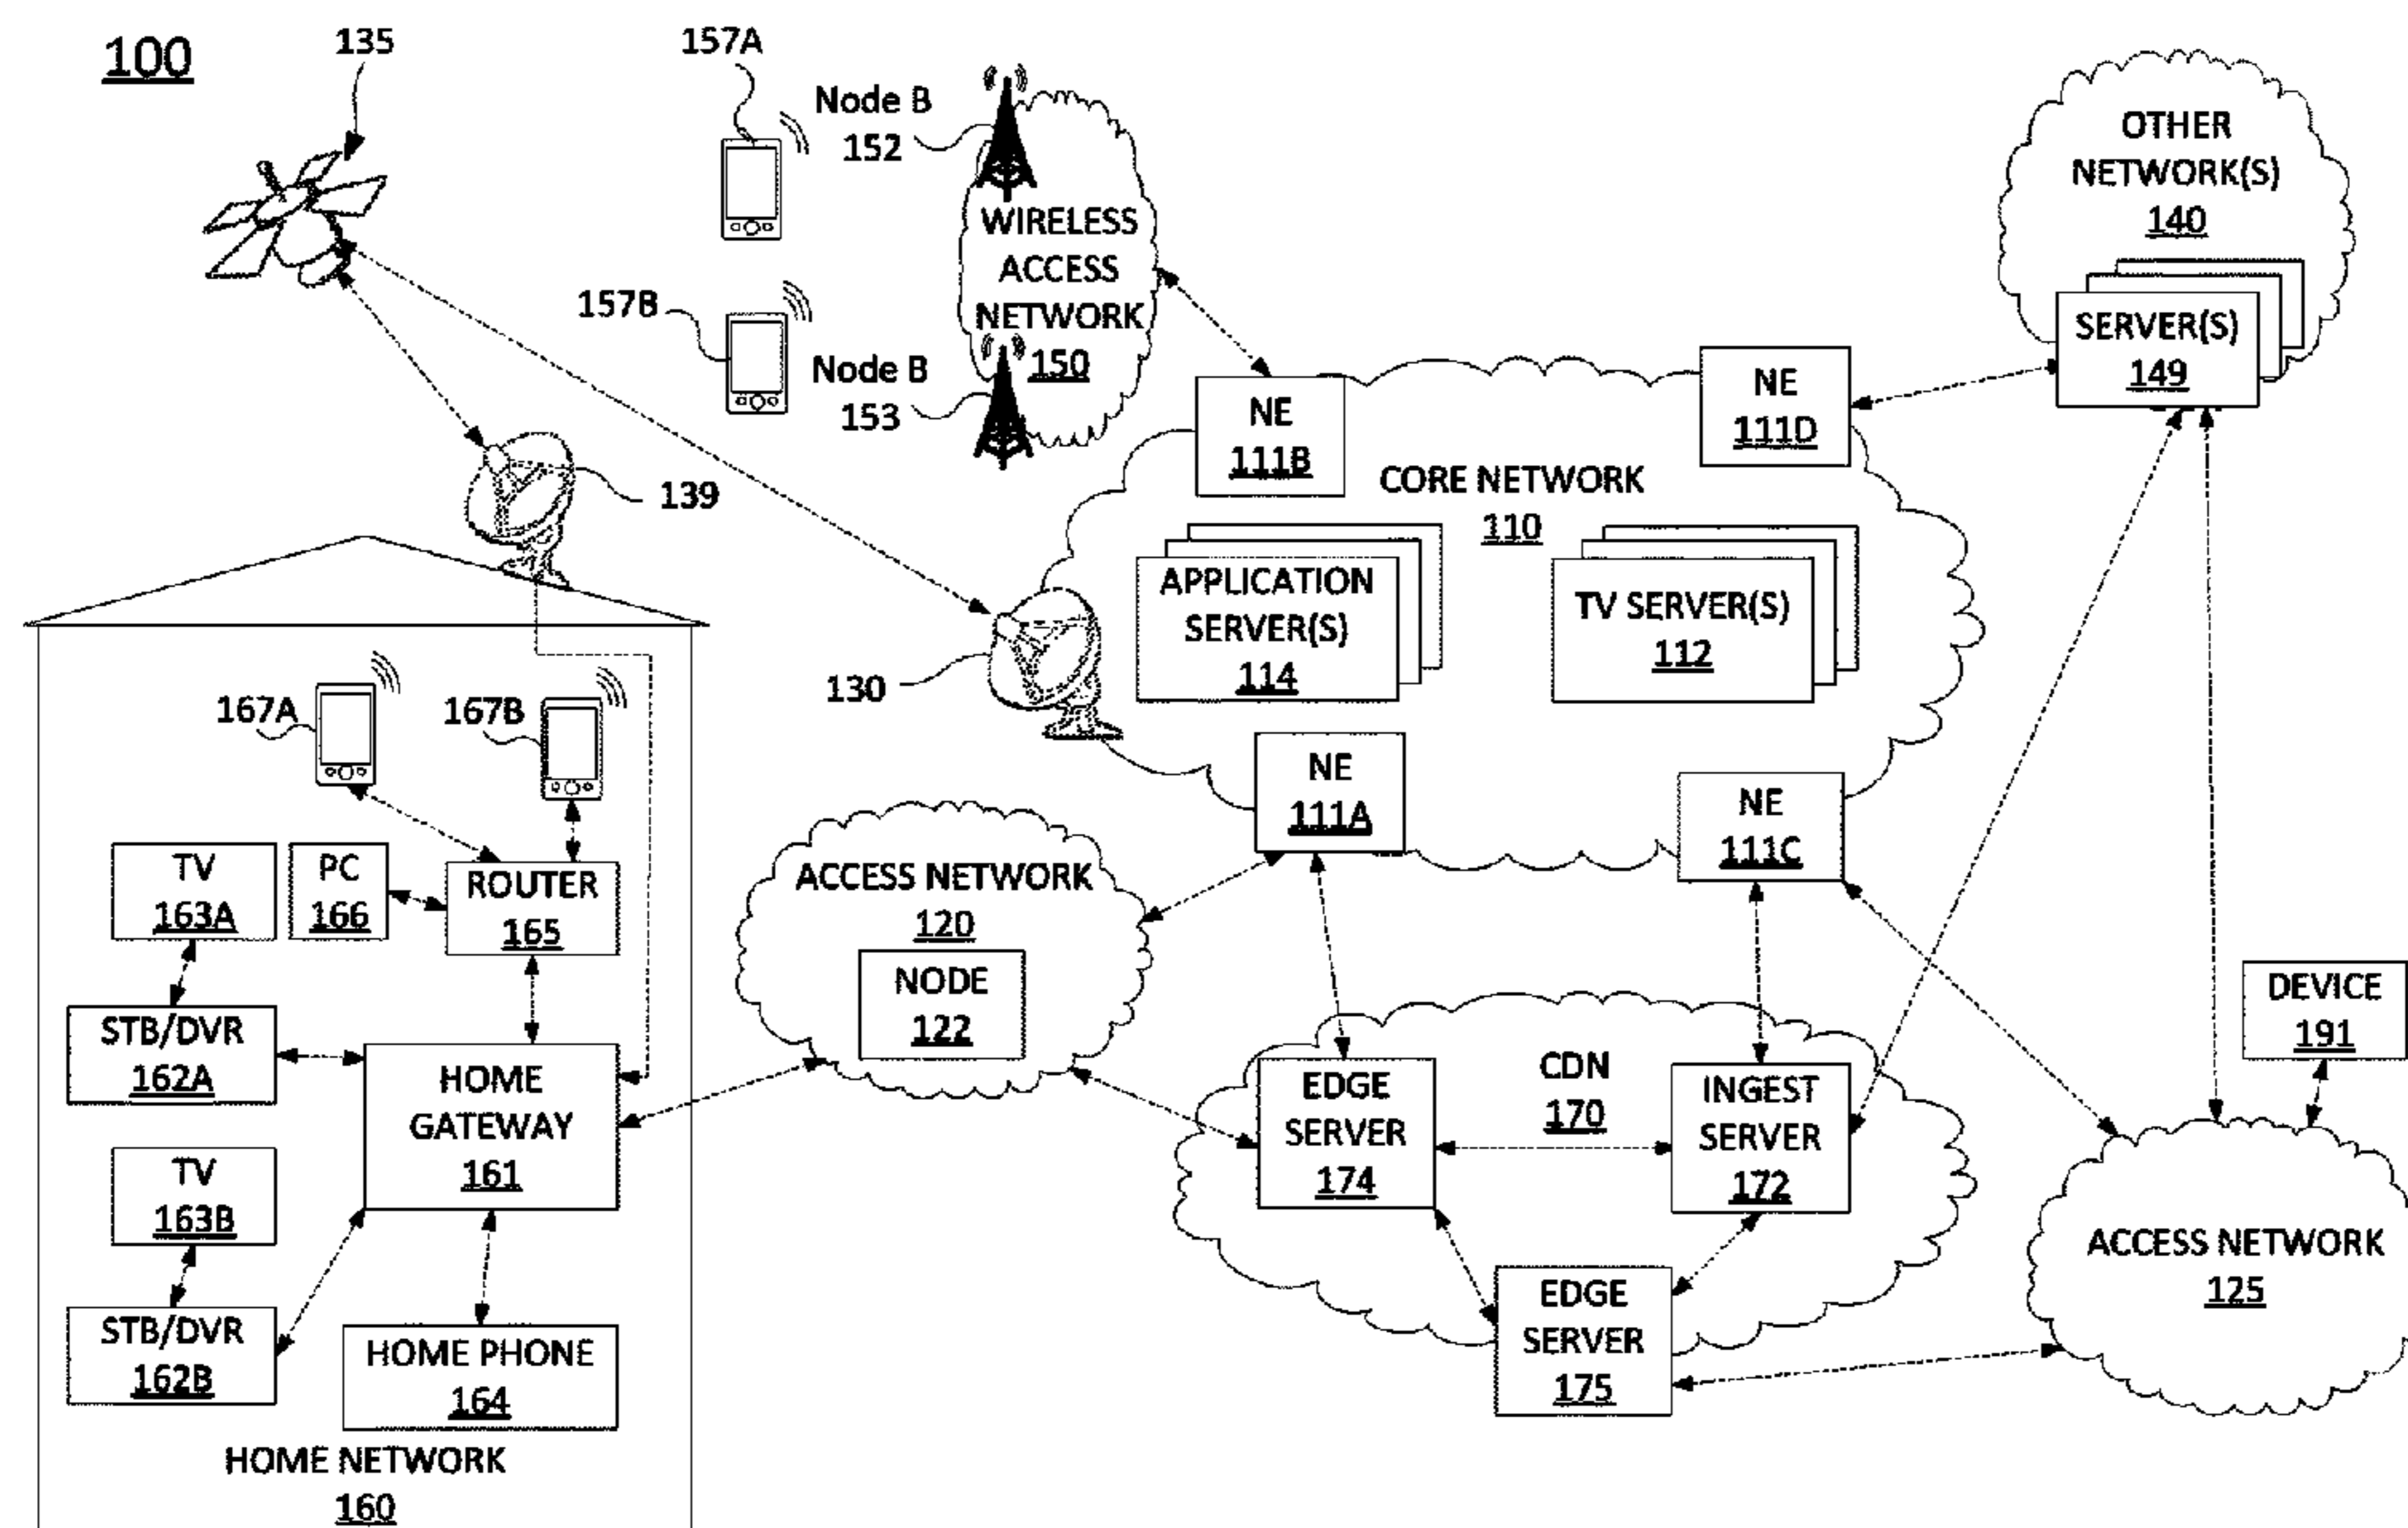 100
135
157A
Node B
152
157B
Node B
153
WIRELESS
ACCESS
NETWORK
150
OTHER
NETWORK(S)
140
SERVER(S)
149
NE
111B
NE
111D
CORE NETWORK
110
139
APPLICATION
SERVER(S)
114
TV SERVER(S)
112
130
167A
167B
NE
111A
NE
111C
TV
163A
PC
166
ROUTER
165
ACCESS NETWORK
120
NODE
122
DEVICE
191
STB/DVR
162A
HOME
GATEWAY
161
EDGE
SERVER
174
CDN
170
INGEST
SERVER
172
TV
163B
ACCESS NETWORK
125
STB/DVR
162B
HOME PHONE
164
EDGE
SERVER
175
HOME NETWORK
160